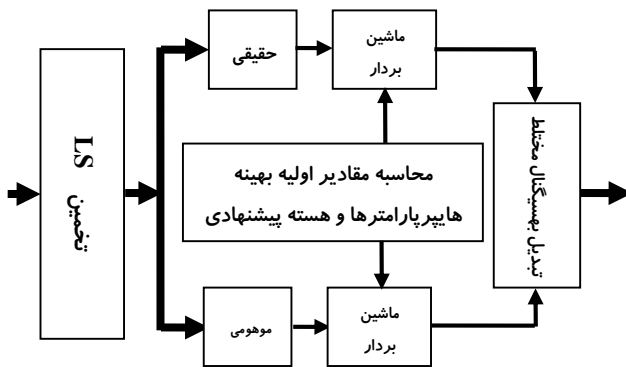 تخمین LS
حقیقی
ماشین
بردار
محاسبه مقادیر اولیه بهینه
هایپرپارامترها و هسته پیشنهادی
موهومی
ماشین
بردار
تبدیل بهسیگنال مختلط